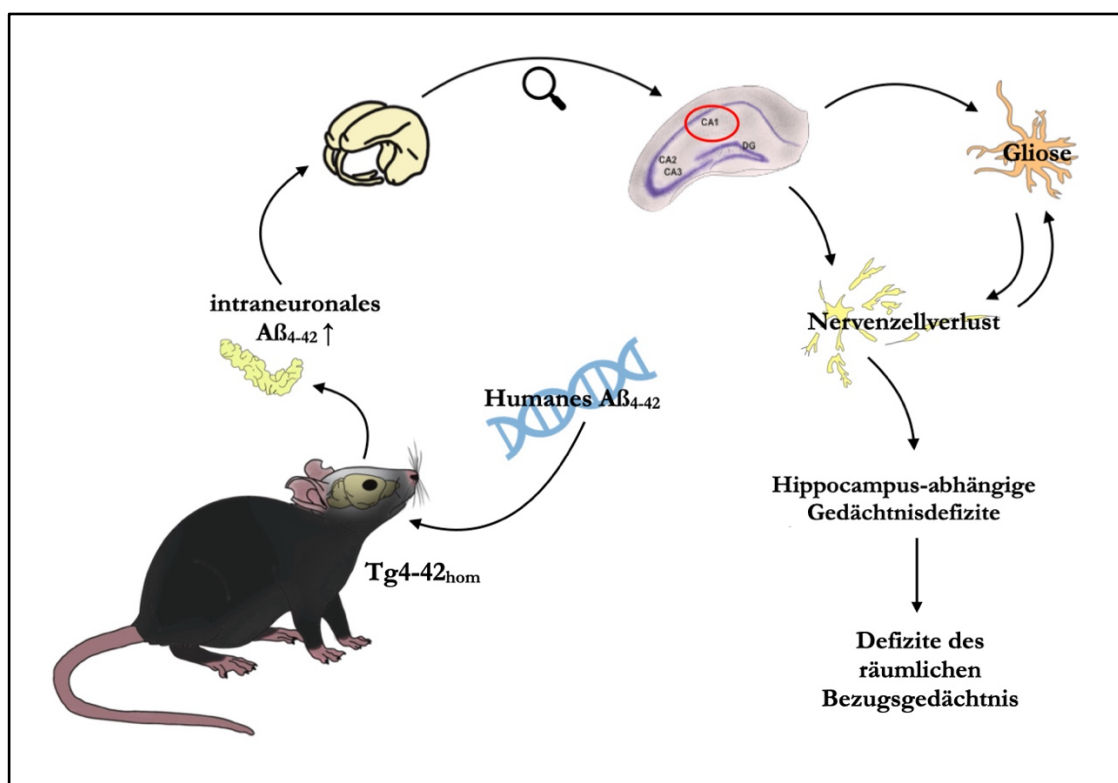 CA1
CA2
CA3
DG
Gliose
intraneuronales
Aß₄₋₄₂ ↑
Nervenzellverlust
Humanes Aß₄₋₄₂
Tg4-42ₕₒₘ
Hippocampus-abhängige
Gedächtnisdefizite
Defizite des
räumlichen
Bezugsgedächtnis